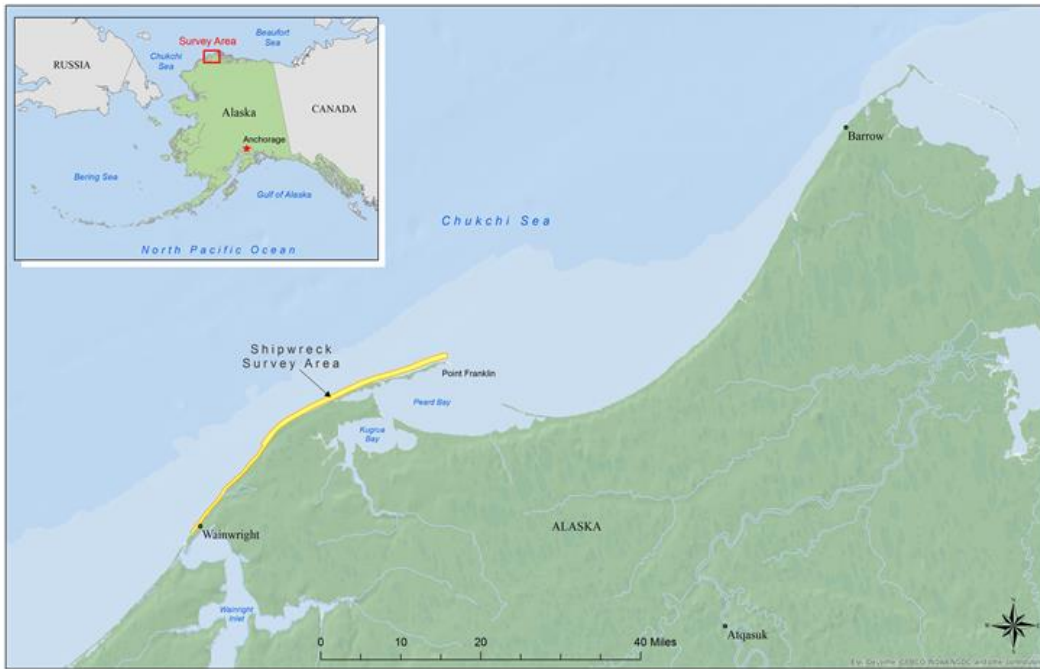 Survey Area
Beaufort
Sea
Chukchi
Sea
RUSSIA
Alaska
CANADA
Anchorage
Bering Sea
Gulf of Alaska
North Pacific Ocean
Barrow
Chukchi Sea
Shipwreck
Survey Area
Point Franklin
Peard Bay
Kugrua
Bay
Wainwright
ALASKA
Wainright
Inlet
Atqasuk
0 10 20 40 Miles
N